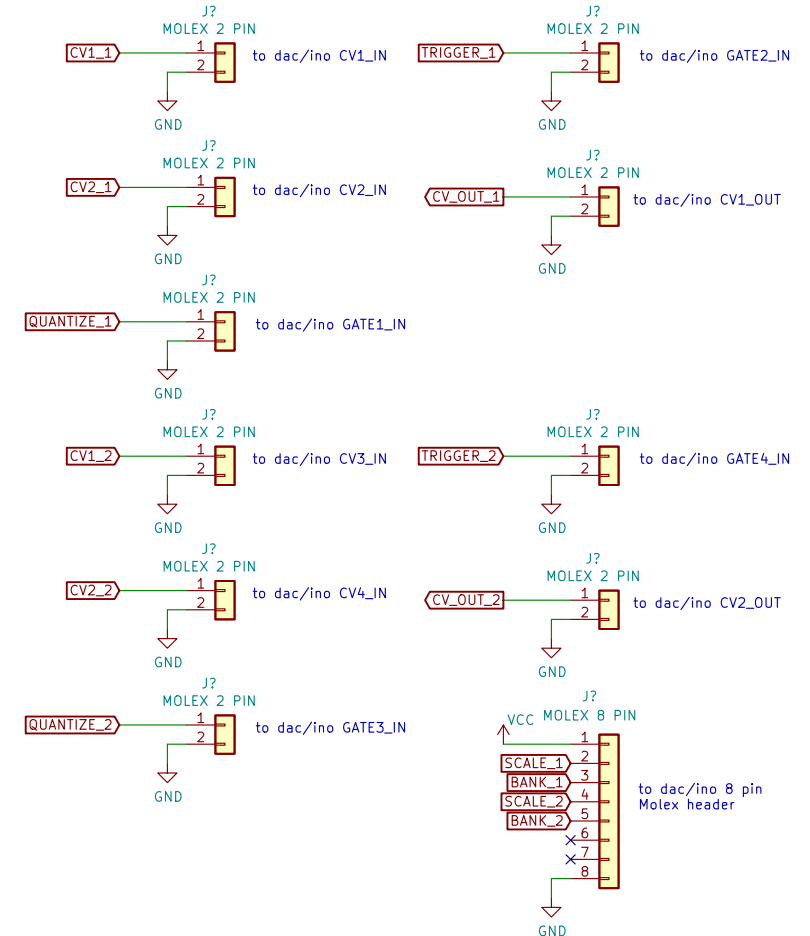 J?
MOLEX 2 PIN
CV1_1
1
2
to dac/ino CV1_IN
GND
J?
MOLEX 2 PIN
TRIGGER_1
1
2
to dac/ino GATE2_IN
GND
J?
MOLEX 2 PIN
CV2_1
1
2
to dac/ino CV2_IN
GND
J?
MOLEX 2 PIN
CV_OUT_1
1
2
to dac/ino CV1_OUT
GND
J?
MOLEX 2 PIN
QUANTIZE_1
1
2
to dac/ino GATE1_IN
GND
J?
MOLEX 2 PIN
CV1_2
1
2
to dac/ino CV3_IN
GND
J?
MOLEX 2 PIN
TRIGGER_2
1
2
to dac/ino GATE4_IN
GND
J?
MOLEX 2 PIN
CV2_2
1
2
to dac/ino CV4_IN
GND
J?
MOLEX 2 PIN
CV_OUT_2
1
2
to dac/ino CV2_OUT
GND
J?
MOLEX 2 PIN
QUANTIZE_2
1
2
to dac/ino GATE3_IN
GND
J?
MOLEX 8 PIN
VCC
1
SCALE_1 2
BANK_1 3
SCALE_2 4
BANK_2 5
6
7
8
to dac/ino 8 pin
Molex header
GND